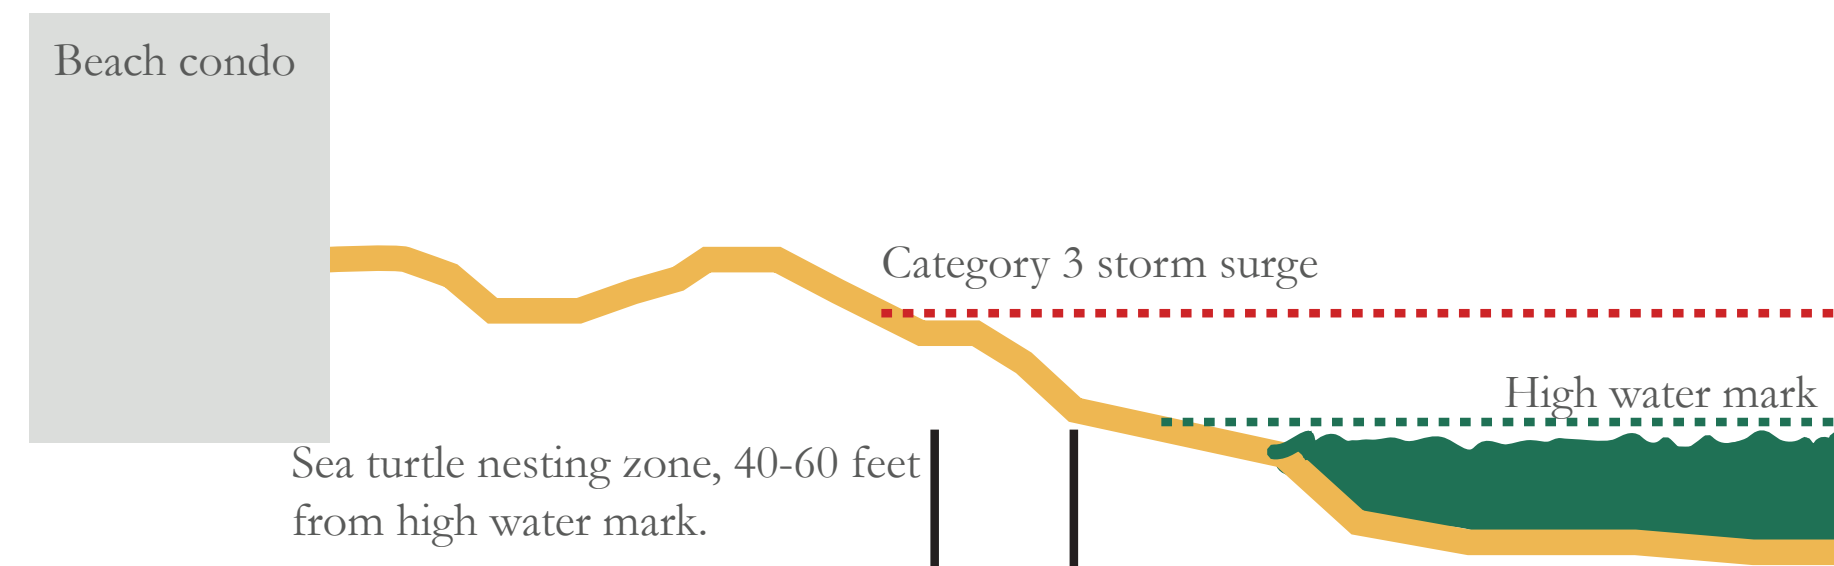 Beach condo
Category 3 storm surge
High water mark
Sea turtle nesting zone, 40-60 feet
from high water mark.